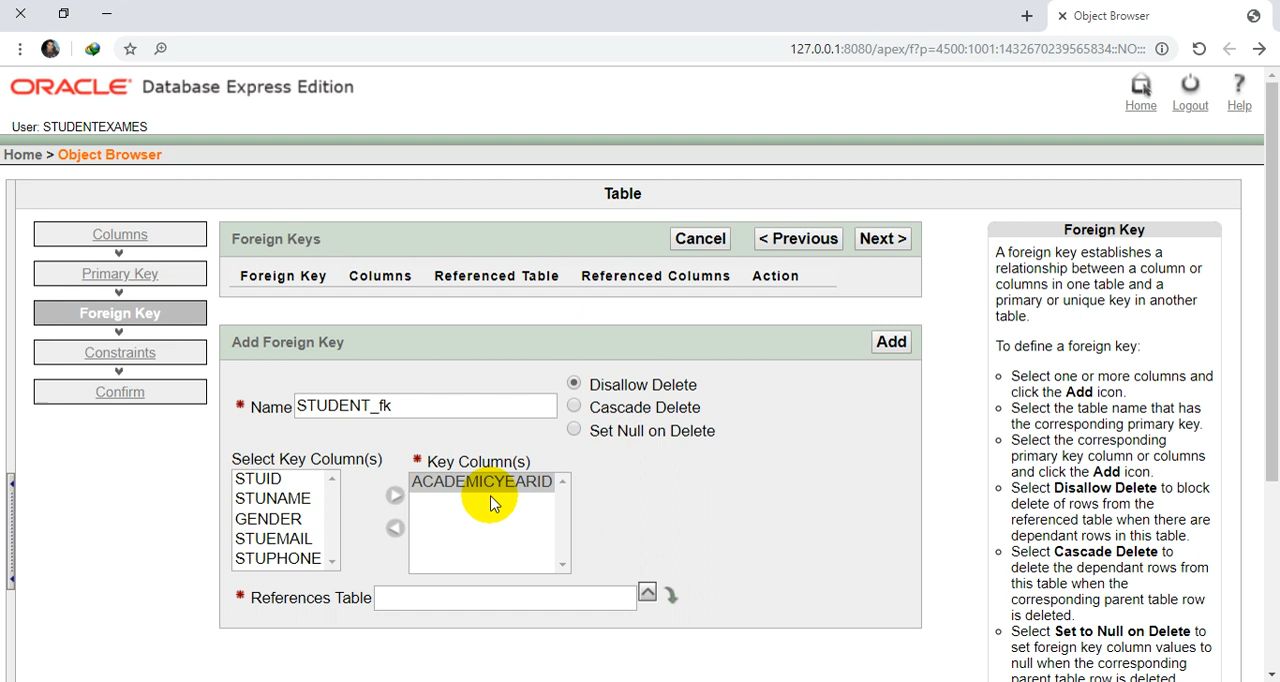 Object Browser
127.0.0.1:8080/apex/f?p=4500:1001:1432670239565834::NO:::
ORACLE Database Express Edition
Home Logout Help
User: STUDENTEXAMES
Home > Object Browser
Table
Columns
Primary Key
Foreign Key
Constraints
Confirm
Foreign Keys
Cancel < Previous Next >
Foreign Key Columns Referenced Table Referenced Columns Action
Add Foreign Key
Add
* Name STUDENT_fk
Disallow Delete
Cascade Delete
Set Null on Delete
Select Key Column(s)
STUID
STUNAME
GENDER
STUEMAIL
STUPHONE
* Key Column(s)
ACADEMICYEARID
* References Table
Foreign Key
A foreign key establishes a
relationship between a column or
columns in one table and a
primary or unique key in another
table.
To define a foreign key:
Select one or more columns and
click the Add icon.
Select the table name that has
the corresponding primary key.
Select the corresponding
primary key column or columns
and click the Add icon.
Select Disallow Delete to block
delete of rows from the
referenced table when there are
dependant rows in this table.
Select Cascade Delete to
delete the dependant rows from
this table when the
corresponding parent table row
is deleted.
Select Set to Null on Delete to
set foreign key column values to
null when the corresponding
parent table row is deleted.